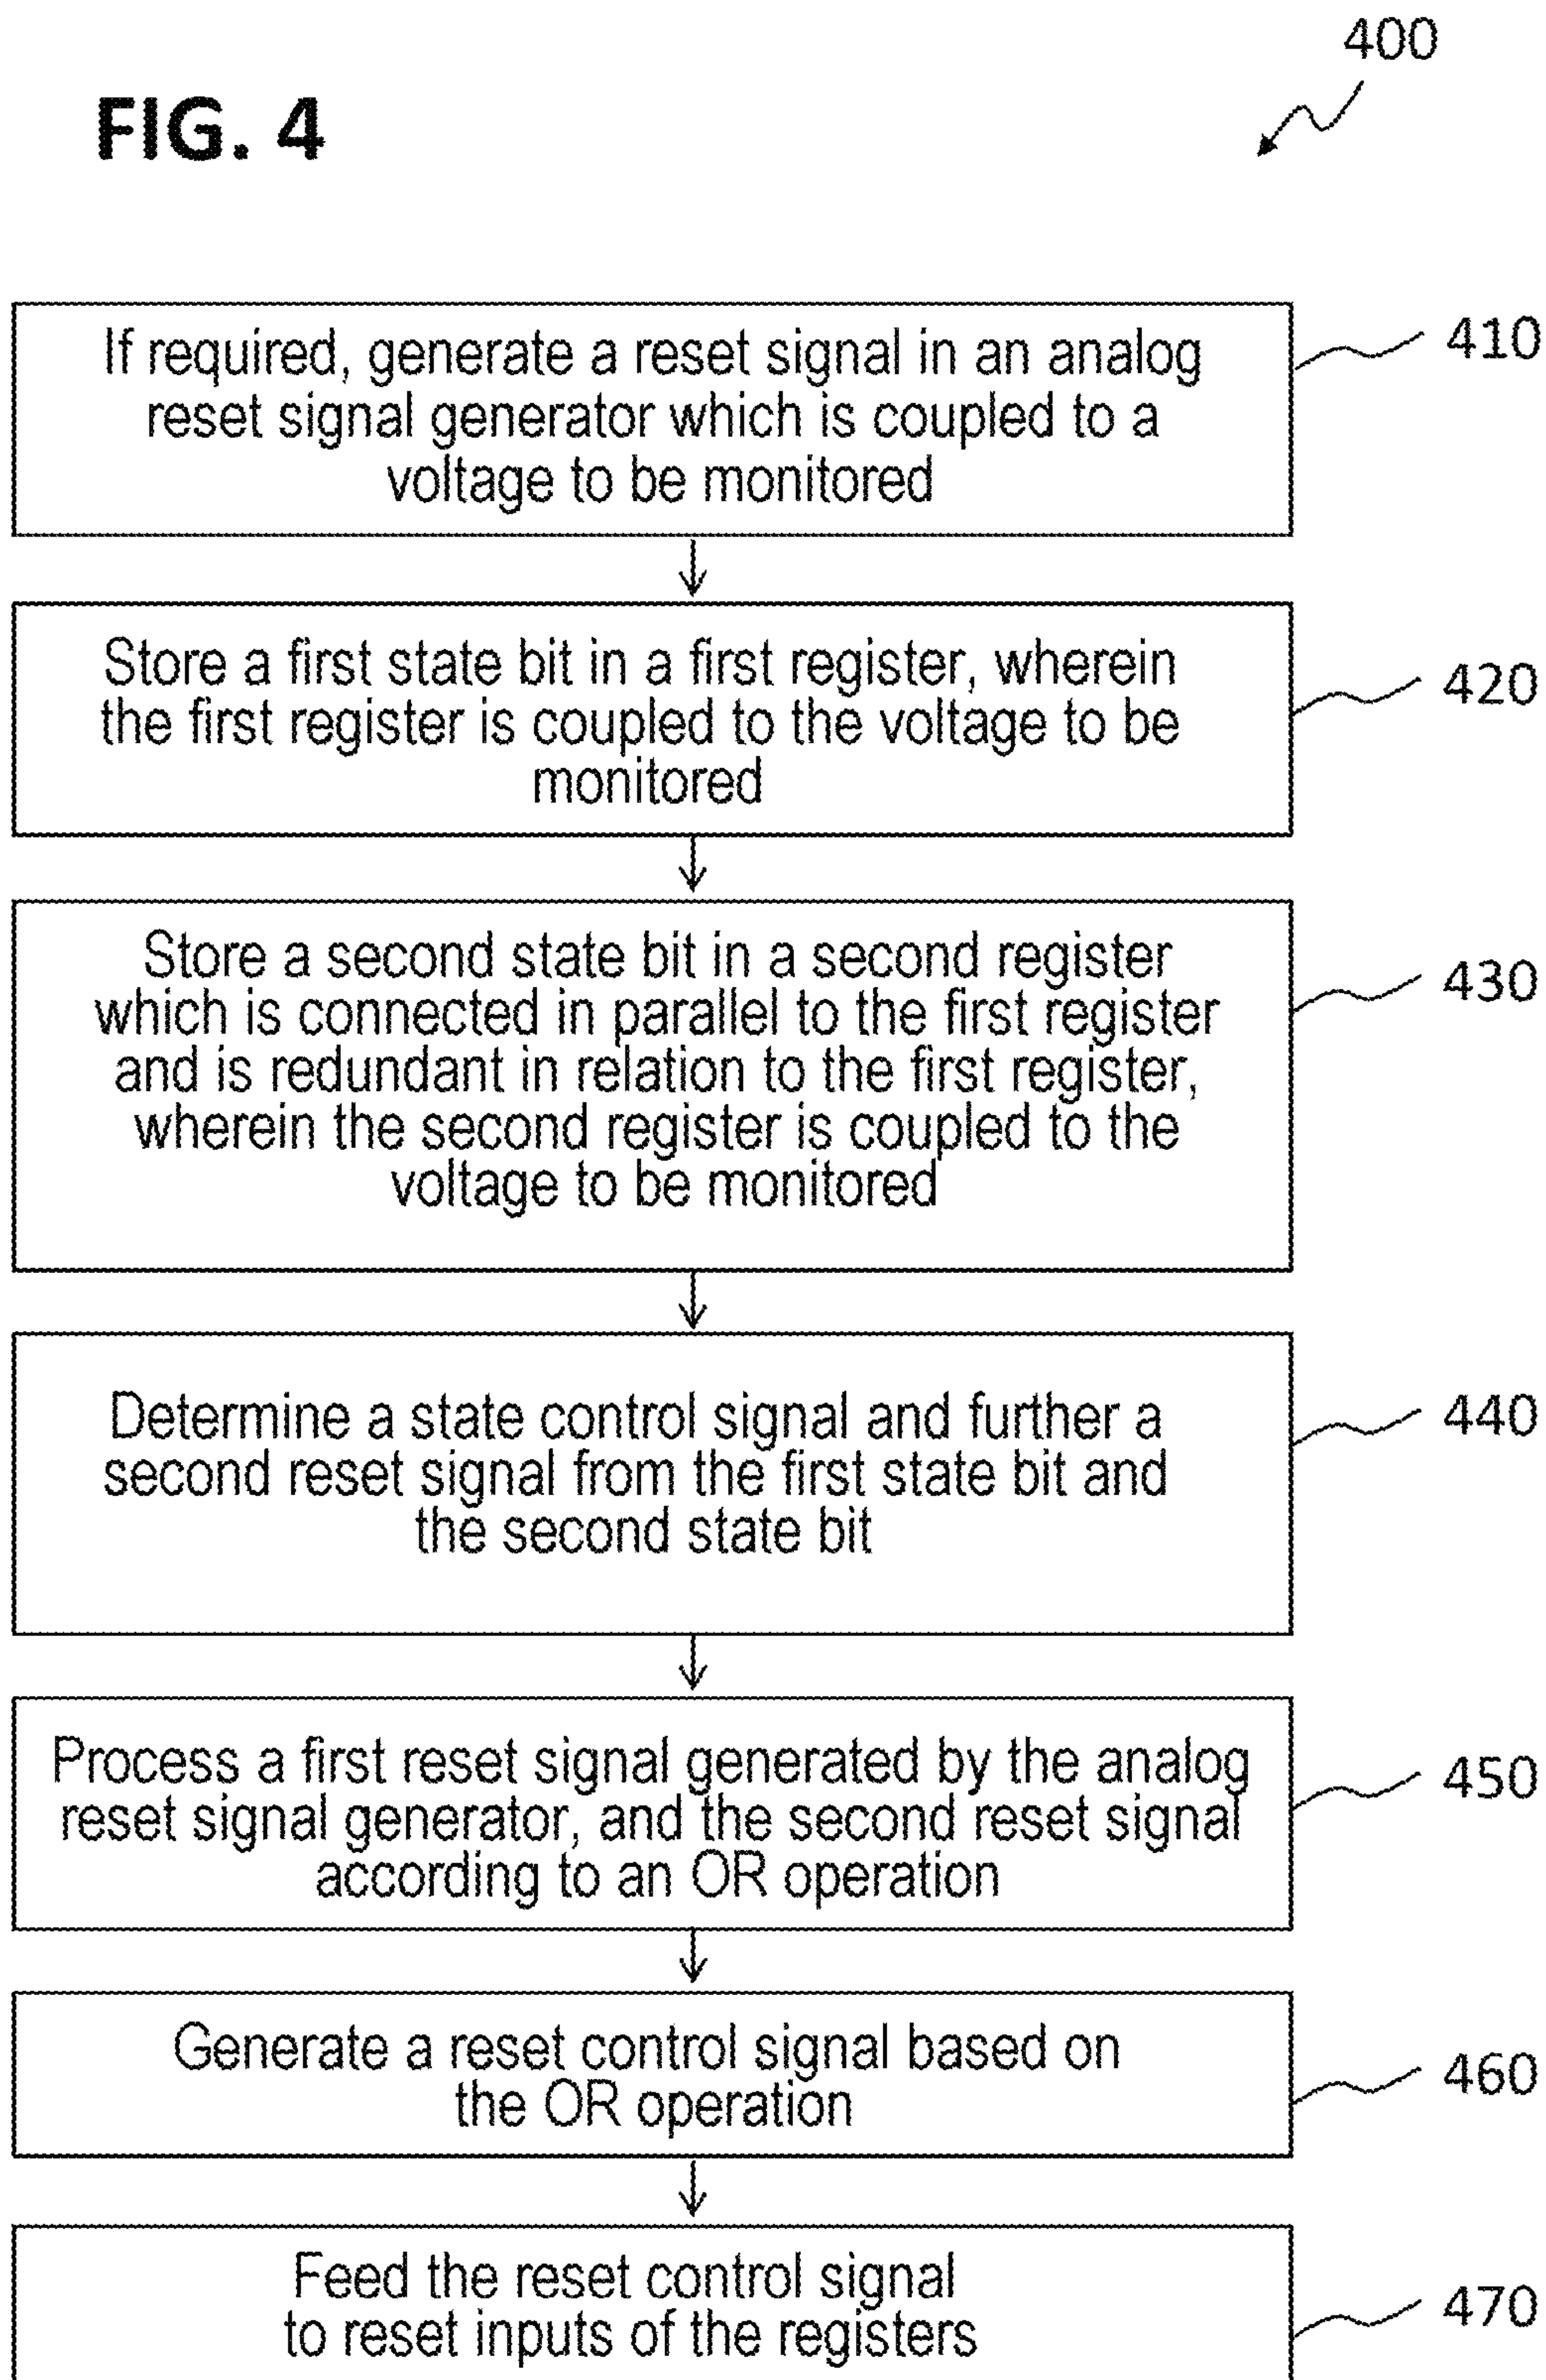 400
FIG. 4
If required, generate a reset signal in an analog
reset signal generator which is coupled to a
voltage to be monitored
410
Store a first state bit in a first register, wherein
the first register is coupled to the voltage to be
monitored
420
Store a second state bit in a second register
which is connected in parallel to the first register
and is redundant in relation to the first register,
wherein the second register is coupled to the
voltage to be monitored
430
Determine a state control signal and further a
second reset signal from the first state bit and
the second state bit
440
Process a first reset signal generated by the analog
reset signal generator, and the second reset signal
according to an OR operation
450
Generate a reset control signal based on
the OR operation
460
Feed the reset control signal
to reset inputs of the registers
470